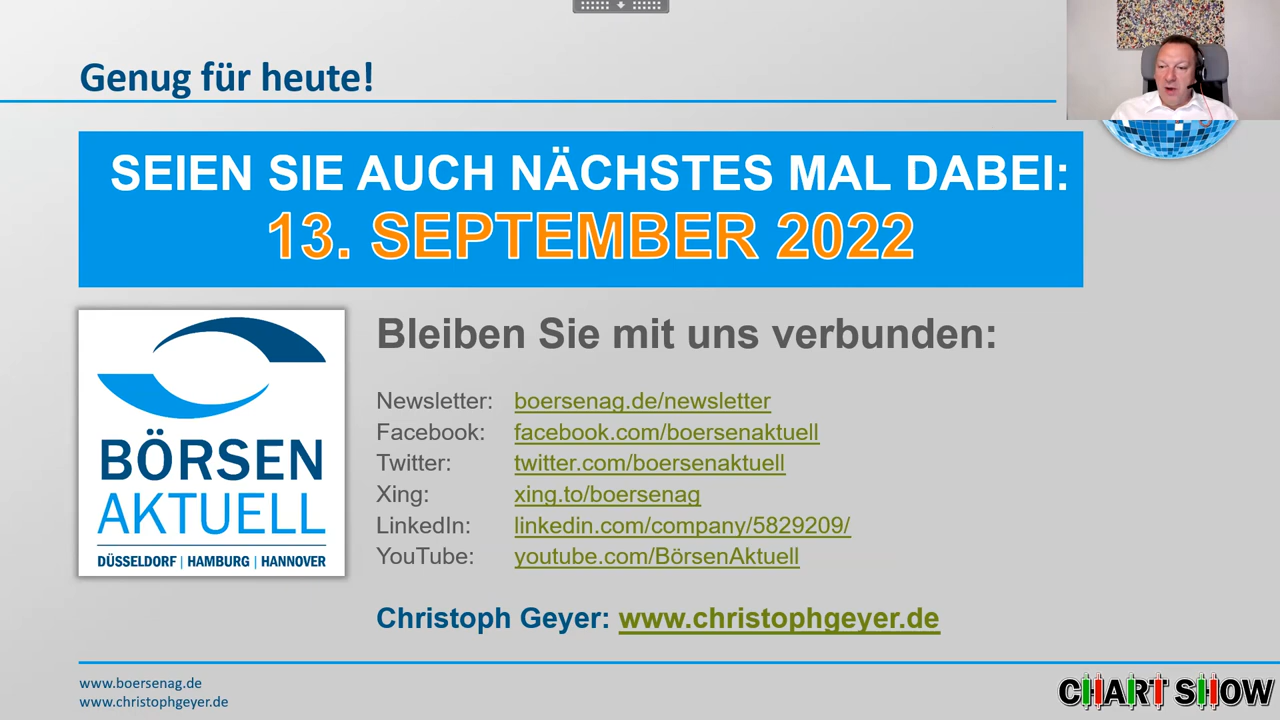 Genug für heute!
SEIEN SIE AUCH NÄCHSTES MAL DABEI:
13. SEPTEMBER 2022
BÖRSEN
AKTUELL
DÜSSELDORF | HAMBURG | HANNOVER
Bleiben Sie mit uns verbunden:
Newsletter: boersenag.de/newsletter
Facebook: facebook.com/boersenaktuell
Twitter: twitter.com/boersenaktuell
Xing: xing.to/boersenag
LinkedIn: linkedin.com/company/5829209/
YouTube: youtube.com/BörsenAktuell
Christoph Geyer: www.christophgeyer.de
www.boersenag.de
www.christophgeyer.de
CHART SHOW